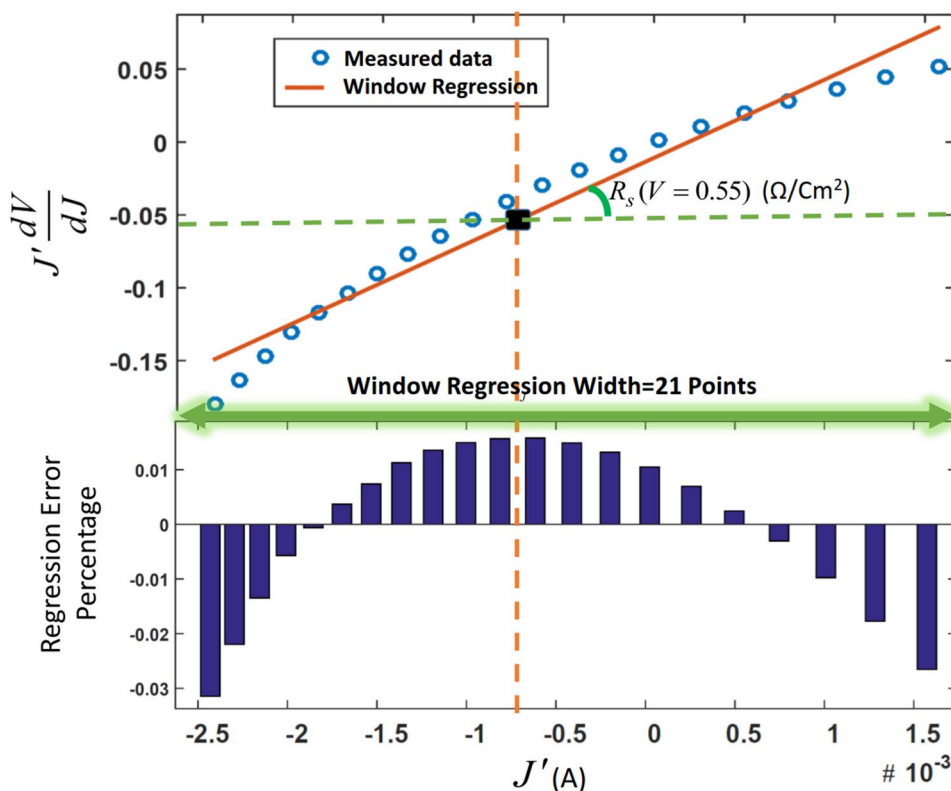 Measured data
Window Regression
0.05
0
-0.05
-0.1
-0.15
J' dV/dJ
R_s (V = 0.55) (Ω/Cm²)
Window Regression Width=21 Points
0.01
0
-0.01
-0.02
-0.03
Regression Error
Percentage
-2.5 -2 -1.5 -1 -0.5 0 0.5 1 1.5
J' (A)
# 10⁻³